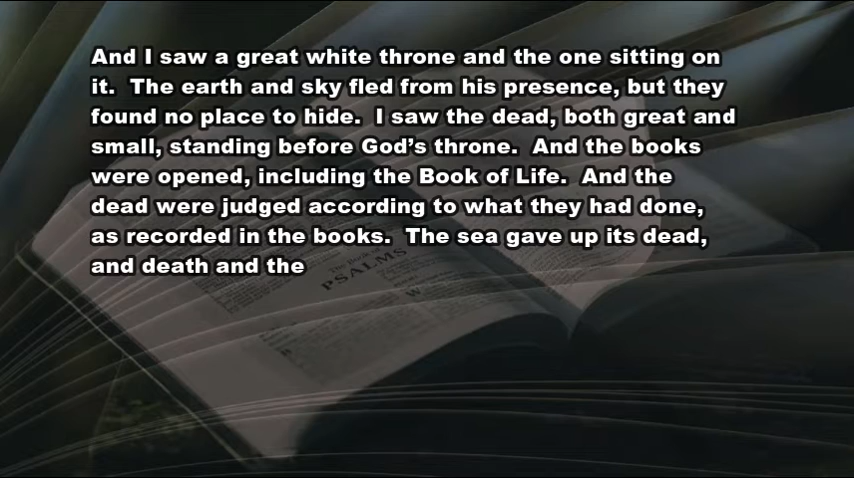 And I saw a great white throne and the one sitting on
it.  The earth and sky fled from his presence, but they
found no place to hide.  I saw the dead, both great and
small, standing before God’s throne.  And the books
were opened, including the Book of Life.  And the
dead were judged according to what they had done,
as recorded in the books.  The sea gave up its dead,
and death and the
The Book
PSALMS